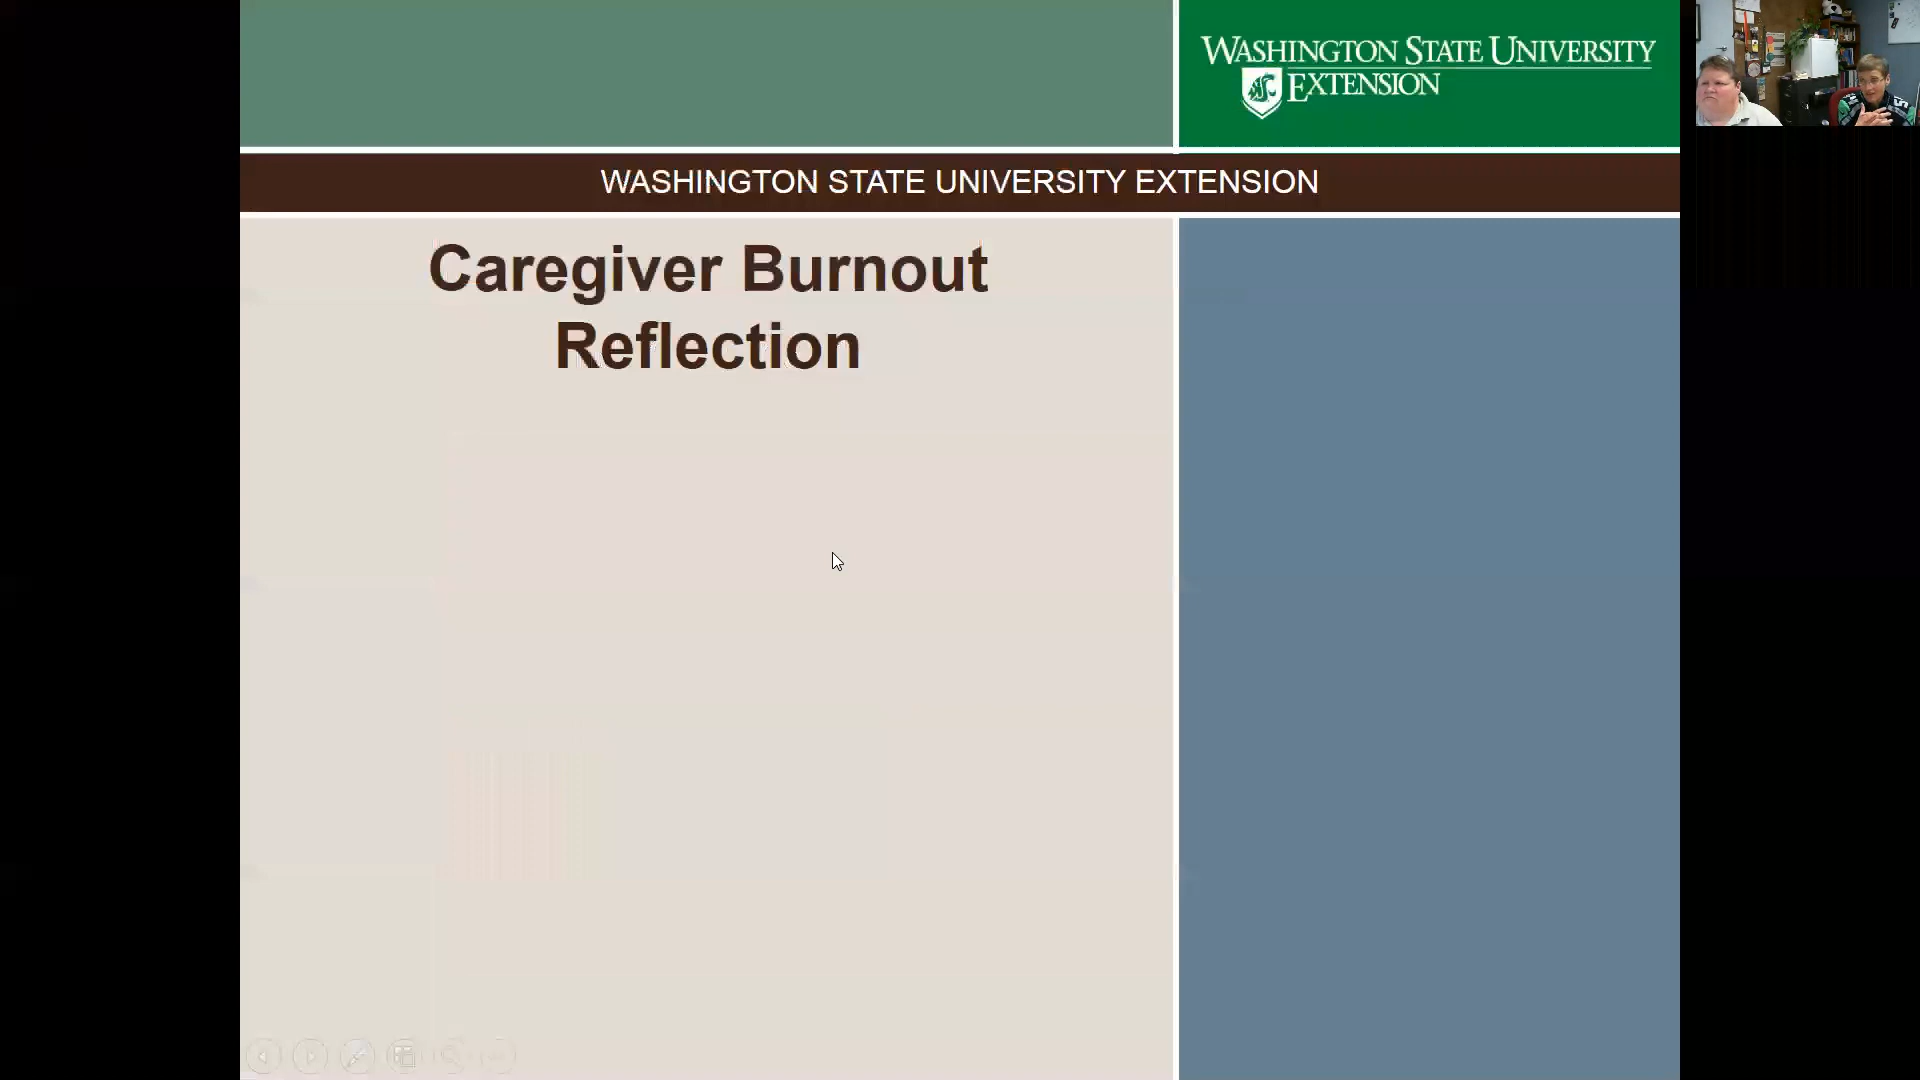 WASHINGTON STATE UNIVERSITY
EXTENSION
WASHINGTON STATE UNIVERSITY EXTENSION
Caregiver Burnout
Reflection